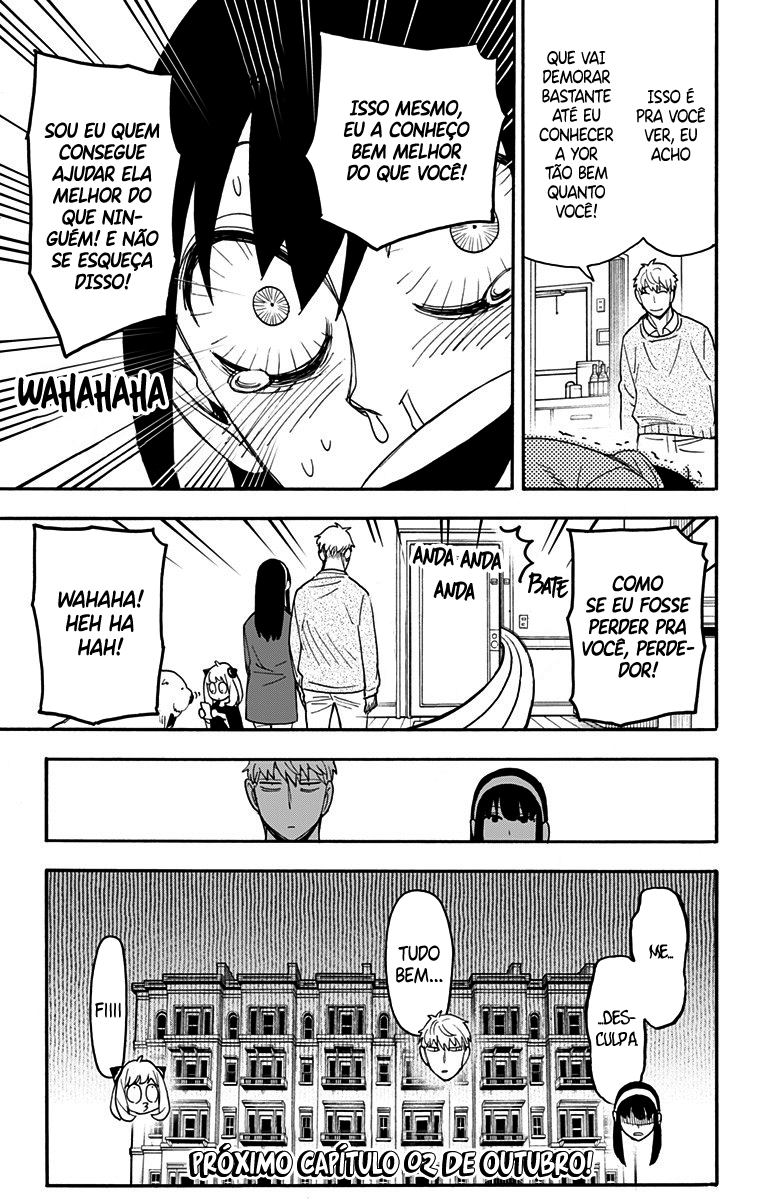 ISSO É
PRA VOCÊ
VER, EU
ACHO
QUE VAI
DEMORAR
BASTANTE
ATÉ EU
CONHECER
A YOR
TÃO BEM
QUANTO
VOCÊ!
ISSO MESMO,
EU A CONHEÇO
BEM MELHOR
DO QUE VOCÊ!
SOU EU QUEM
CONSEGUE
AJUDAR ELA
MELHOR DO
QUE NIN-
GUÉM! E NÃO
SE ESQUEÇA
DISSO!
WAHAHAHA
COMO
SE EU FOSSE
PERDER PRA
VOCÊ, PERDE-
DOR!
BATE
ANDA ANDA
ANDA
WAHAHA!
HEH HA
HAH!
ME..
..DES-
CULPA
TUDO
BEM...
FIIII
PRÓXIMO CAPÍTULO 02 DE OUTUBRO!